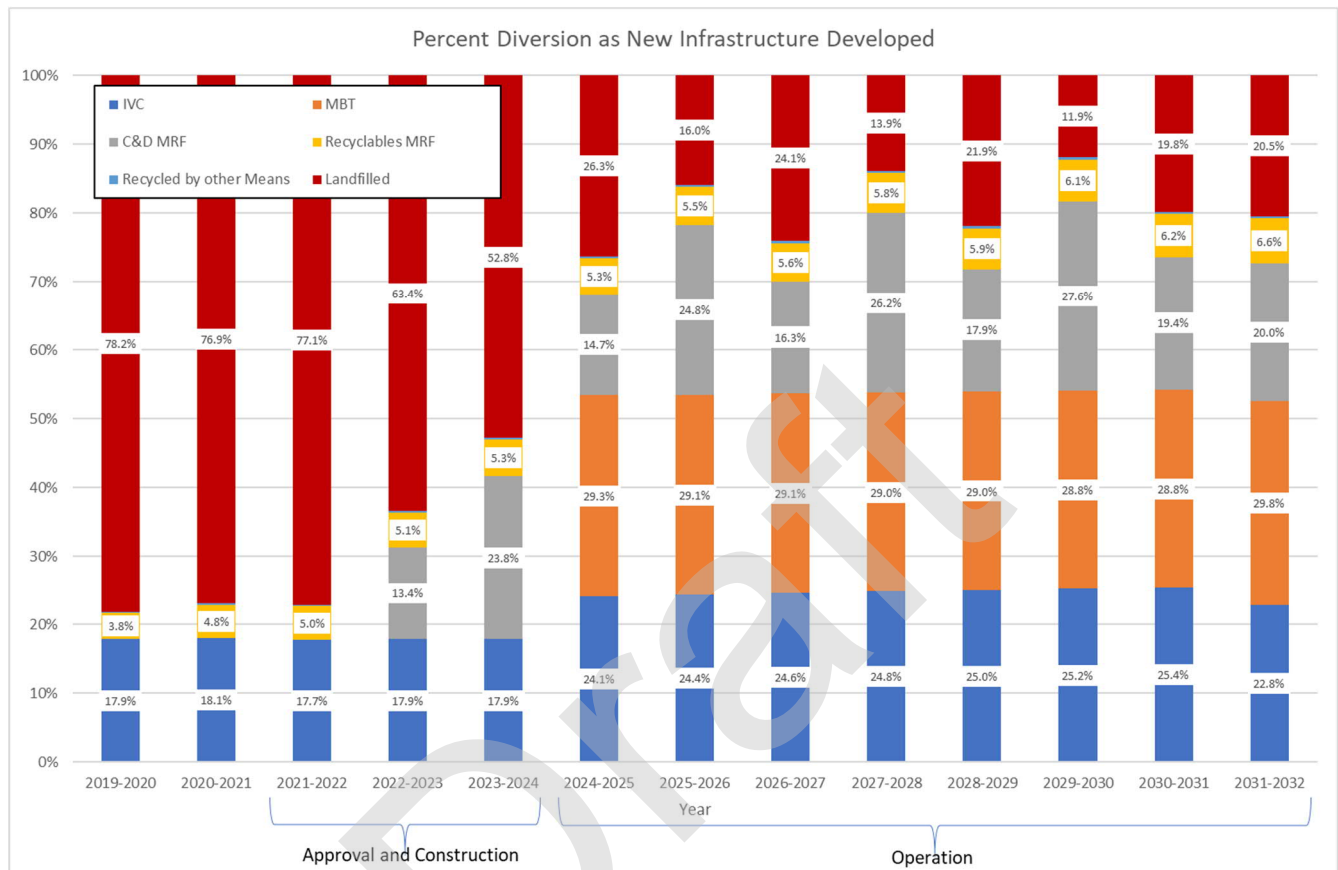 Percent Diversion as New Infrastructure Developed
100%
90%
80%
70%
60%
50%
40%
30%
20%
10%
0%
IVC MBT
C&D MRF Recyclables MRF
Recycled by other Means Landfilled
78.2% 3.8% 17.9%
76.9% 4.8% 18.1%
77.1% 5.0% 17.7%
63.4% 5.1% 13.4% 17.9%
52.8% 5.3% 23.8% 17.9%
26.3% 5.3% 14.7% 29.3% 24.1%
16.0% 5.5% 24.8% 29.1% 24.4%
24.1% 5.6% 16.3% 29.1% 24.6%
13.9% 5.8% 26.2% 29.0% 24.8%
21.9% 5.9% 17.9% 29.0% 25.0%
11.9% 6.1% 27.6% 28.8% 25.2%
19.8% 6.2% 19.4% 28.8% 25.4%
20.5% 6.6% 20.0% 29.8% 22.8%
2019-2020 2020-2021 2021-2022 2022-2023 2023-2024 2024-2025 2025-2026 2026-2027 2027-2028 2028-2029 2029-2030 2030-2031 2031-2032
Year
Approval and Construction Operation
Draft